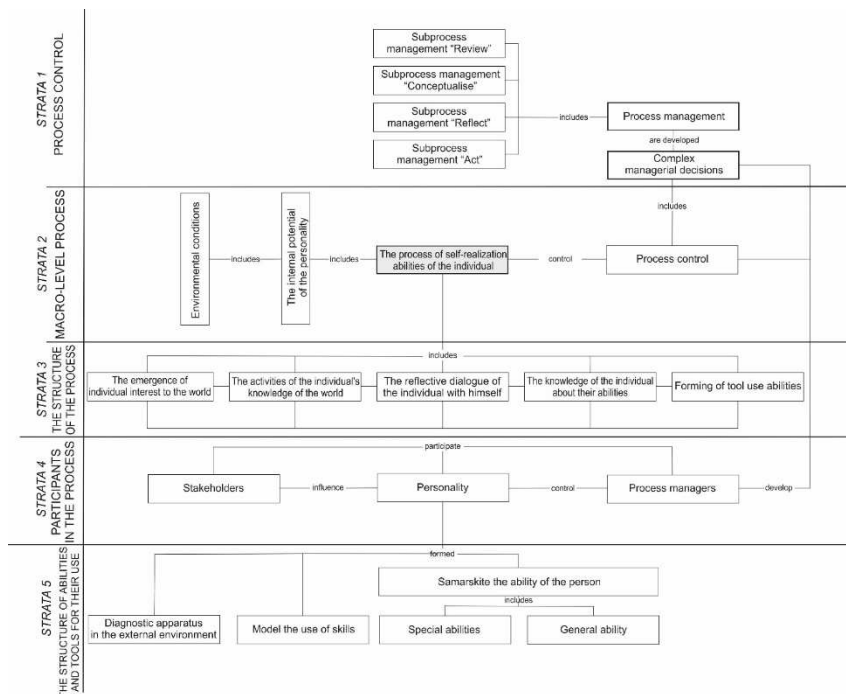 STRATA 1
PROCESS CONTROL
Subprocess
management “Review”
Subprocess management
“Conceptualise”
Subprocess
management “Reflect”
Subprocess
management “Act”
includes
Process management
are developed
Complex
managerial decisions
STRATA 2
MACRO-LEVEL PROCESS
Environmental conditions
includes
The internal potential
of the personality
includes
The process of self-realization
abilities of the individual
control
includes
Process control
STRATA 3
THE STRUCTURE
OF THE PROCESS
includes
The emergence of
individual interest to the world
The activities of the individual's
knowledge of the world
The reflective dialogue of
the individual with himself
The knowledge of the individual
about their abilities
Forming of tool use abilities
STRATA 4
PARTICIPANTS
IN THE PROCESS
participate
Stakeholders
influence
Personality
control
Process managers
develop
STRATA 5
THE STRUCTURE OF ABILITIES
AND TOOLS FOR THEIR USE
formed
Samarskite the ability of the person
includes
Diagnostic apparatus
in the external environment
Model the use of skills
Special abilities
General ability